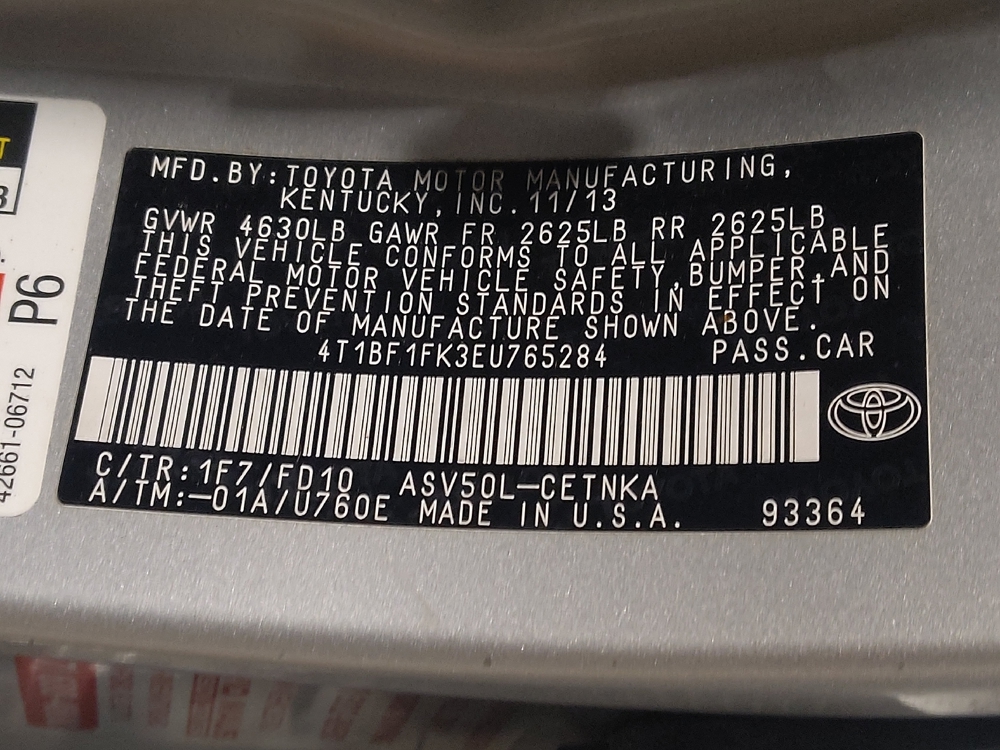 MFD.BY:TOYOTA MOTOR MANUFACTURING,
KENTUCKY,INC.11/13
GVWR 4630LB GAWR FR 2625LB RR 2625LB
THIS VEHICLE CONFORMS TO ALL APPLICABLE
FEDERAL MOTOR VEHICLE SAFETY,BUMPER,AND
THEFT PREVENTION STANDARDS IN EFFECT ON
THE DATE OF MANUFACTURE SHOWN ABOVE.
4T1BF1FK3EU765284 PASS.CAR
C/TR:1F7/FD10 ASV50L—CETNKA
A/TM:—01A/U760E MADE IN U.S.A. 93364
P6
42661-06712